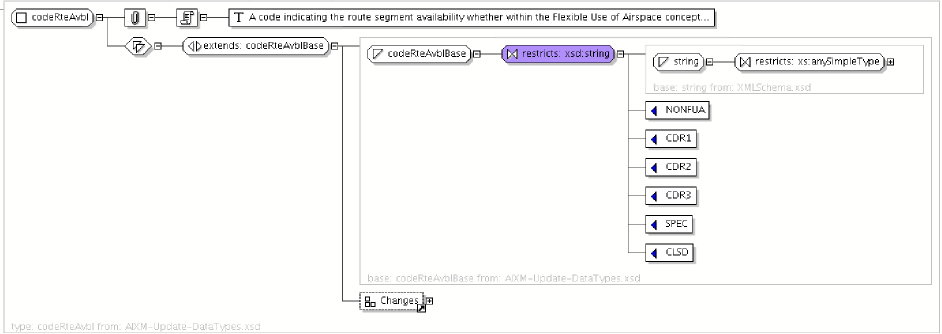 codeRteAvbl
A code indicating the route segment availability whether within the Flexible Use of Airspace concept...
extends: codeRteAvblBase
codeRteAvblBase
restricts: xsd:string
string
restricts: xs:anySimpleType
base: string from: XMLSchema.xsd
NONFUA
CDR1
CDR2
CDR3
SPEC
CLSD
base: codeRteAvblBase from: AIXM-Update-DataTypes.xsd
Changes
type: codeRteAvbl from: AIXM-Update-DataTypes.xsd